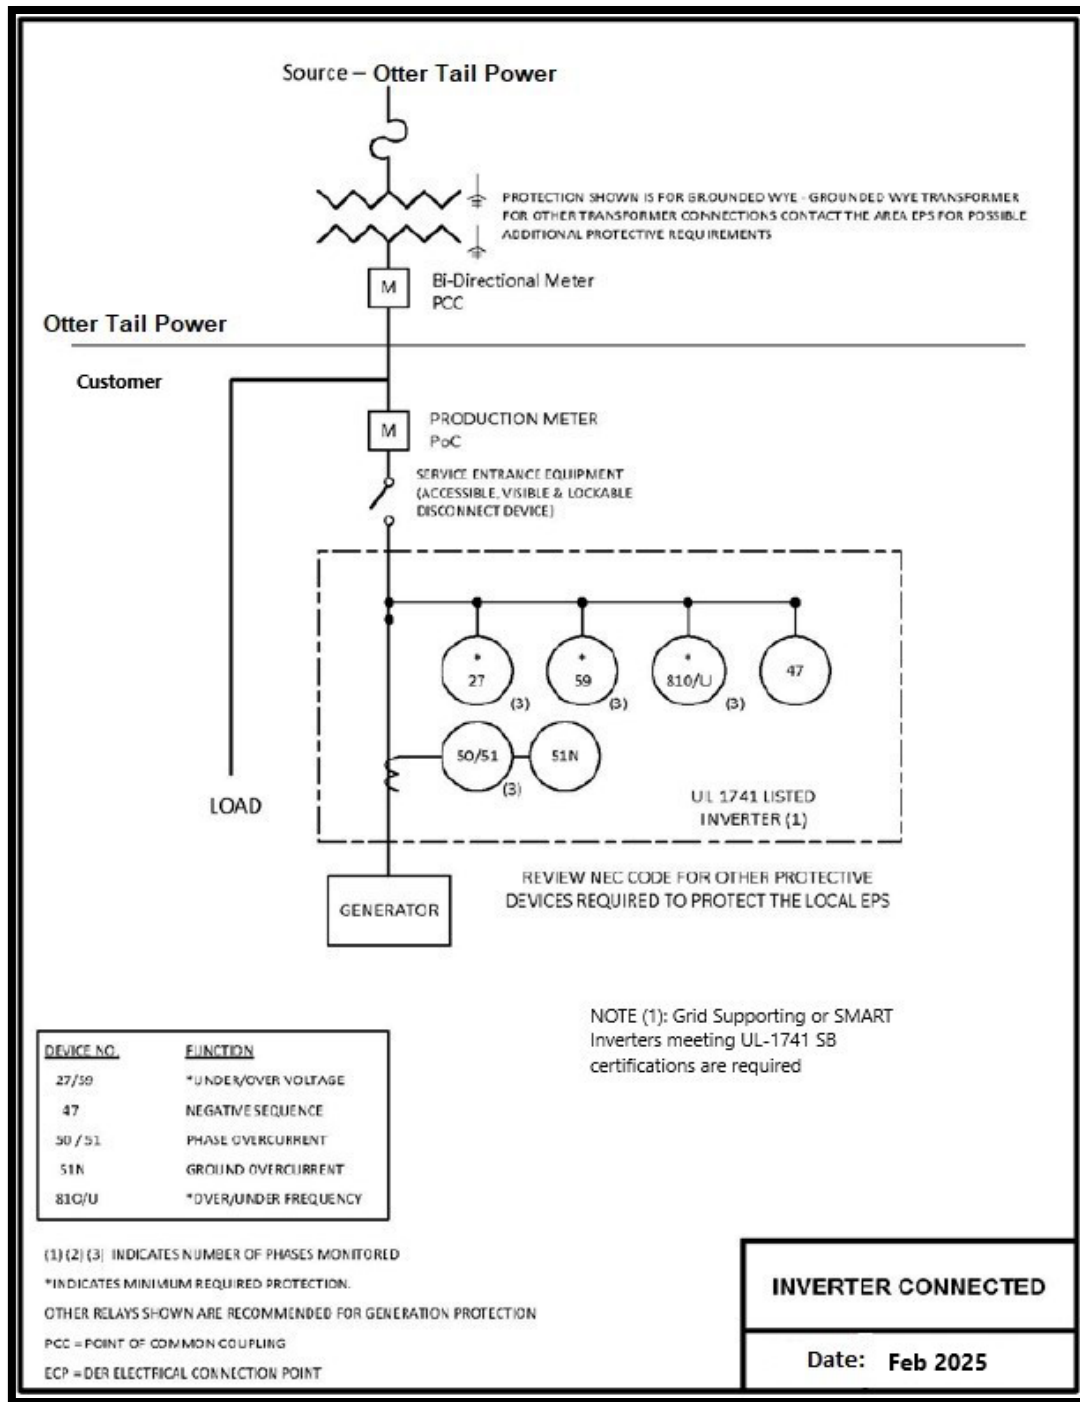 Source – Otter Tail Power
PROTECTION SHOWN IS FOR GROUNDED WYE - GROUNDED WYE TRANSFORMER
FOR OTHER TRANSFORMER CONNECTIONS CONTACT THE AREA EPS FOR POSSIBLE
ADDITIONAL PROTECTIVE REQUIREMENTS
M
Bi-Directional Meter
PCC
Otter Tail Power
Customer
M
PRODUCTION METER
PoC
SERVICE ENTRANCE EQUIPMENT
(ACCESSIBLE, VISIBLE & LOCKABLE
DISCONNECT DEVICE)
* * *
27 59 81O/U 47
(3) (3) (3)
50/51 51N
(3)
LOAD
UL 1741 LISTED
INVERTER (1)
GENERATOR
REVIEW NEC CODE FOR OTHER PROTECTIVE
DEVICES REQUIRED TO PROTECT THE LOCAL EPS
NOTE (1): Grid Supporting or SMART
Inverters meeting UL-1741 SB
certifications are required
DEVICE NO. FUNCTION
27/59 *UNDER/OVER VOLTAGE
47 NEGATIVE SEQUENCE
50 / 51 PHASE OVERCURRENT
51N GROUND OVERCURRENT
81O/U *OVER/UNDER FREQUENCY
(1) (2) (3) INDICATES NUMBER OF PHASES MONITORED
*INDICATES MINIMUM REQUIRED PROTECTION.
OTHER RELAYS SHOWN ARE RECOMMENDED FOR GENERATION PROTECTION
PCC = POINT OF COMMON COUPLING
ECP = DER ELECTRICAL CONNECTION POINT
INVERTER CONNECTED
Date: Feb 2025